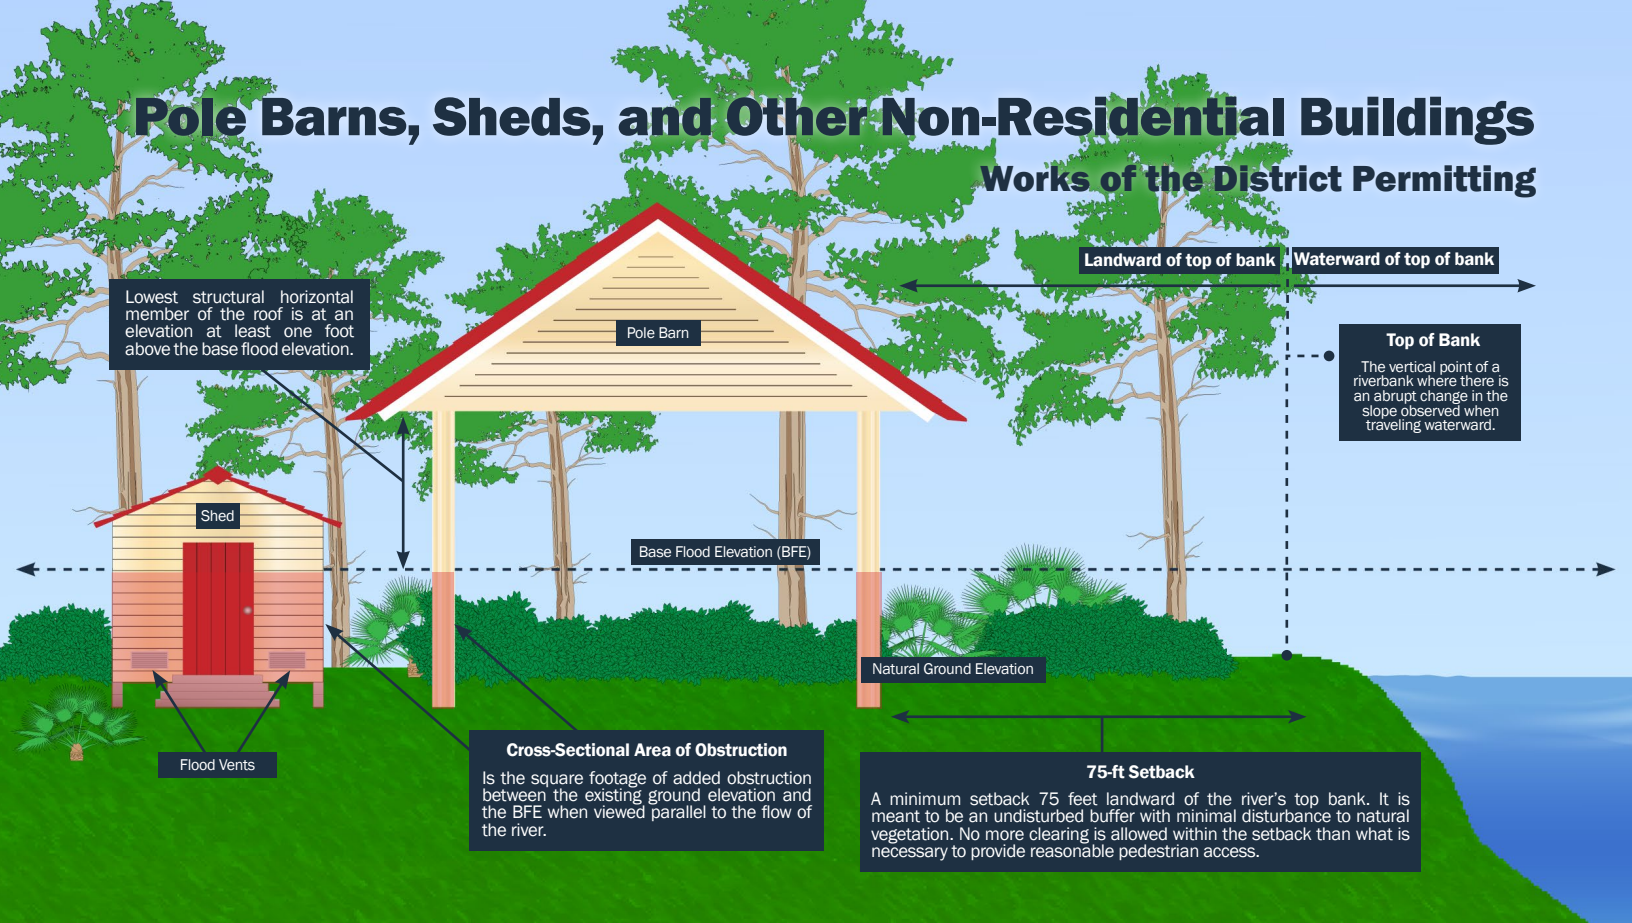 Pole Barns, Sheds, and Other Non-Residential Buildings
Works of the District Permitting
Landward of top of bank
Waterward of top of bank
Lowest structural horizontal
member of the roof is at an
elevation at least one foot
above the base flood elevation.
Pole Barn
Top of Bank
The vertical point of a
riverbank where there is
an abrupt change in the
slope observed when
traveling waterward.
Shed
Base Flood Elevation (BFE)
Natural Ground Elevation
Flood Vents
Cross-Sectional Area of Obstruction
Is the square footage of added obstruction
between the existing ground elevation and
the BFE when viewed parallel to the flow of
the river.
75-ft Setback
A minimum setback 75 feet landward of the river’s top bank. It is
meant to be an undisturbed buffer with minimal disturbance to natural
vegetation. No more clearing is allowed within the setback than what is
necessary to provide reasonable pedestrian access.